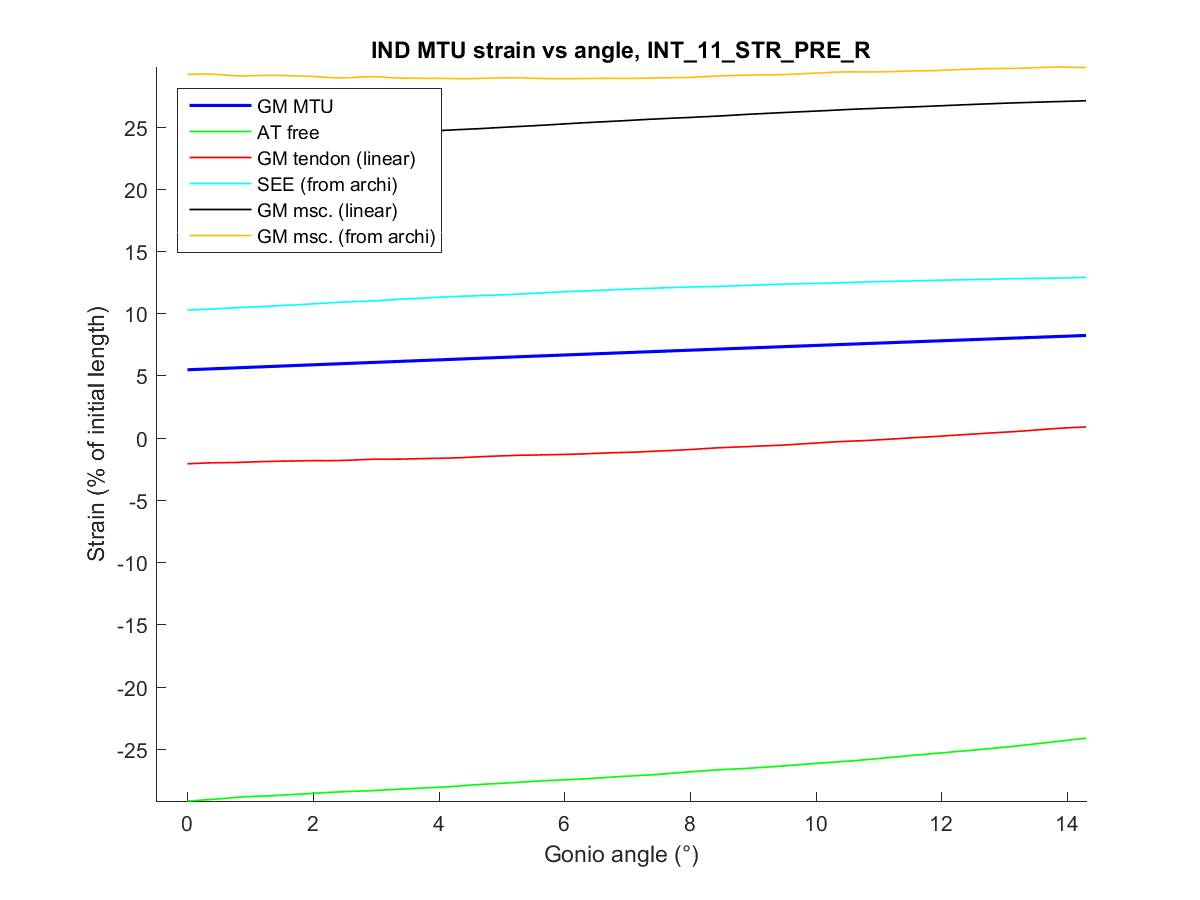 IND MTU strain vs angle, INT_11_STR_PRE_R
GM MTU
AT free
GM tendon (linear)
SEE (from archi)
GM msc. (linear)
GM msc. (from archi)
Strain (% of initial length)
25
20
15
10
5
0
-5
-10
-15
-20
-25
0 2 4 6 8 10 12 14
Gonio angle (°)